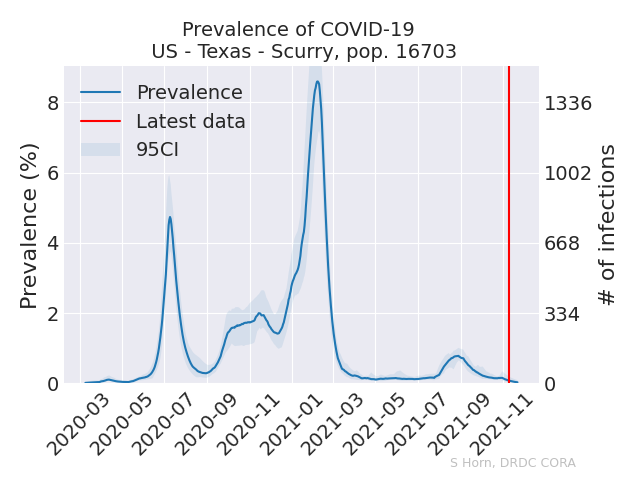 Prevalence of COVID-19
US - Texas - Scurry, pop. 16703
Prevalence
Latest data
95CI
Prevalence (%)
8
6
4
2
0
# of infections
1336
1002
668
334
0
2020-03
2020-05
2020-07
2020-09
2020-11
2021-01
2021-03
2021-05
2021-07
2021-09
2021-11
S Horn, DRDC CORA